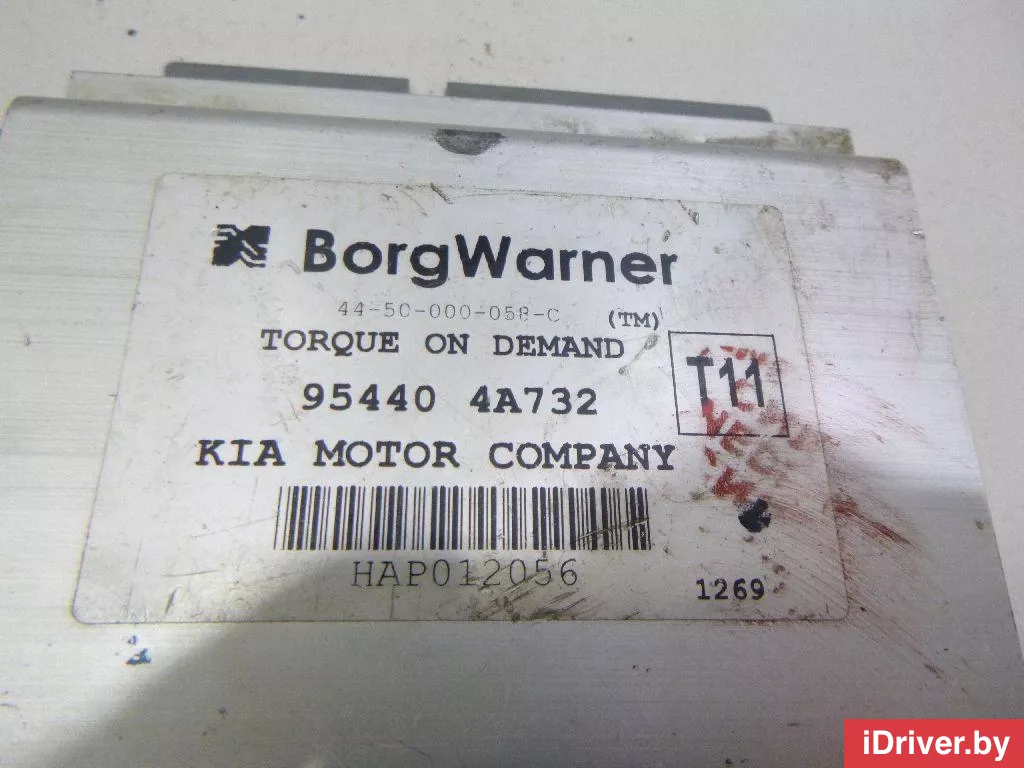 BorgWarner
44-50-000-058-C (TM)
TORQUE ON DEMAND
T11
95440 4A732
KIA MOTOR COMPANY
HAP012056
1269
iDriver.by